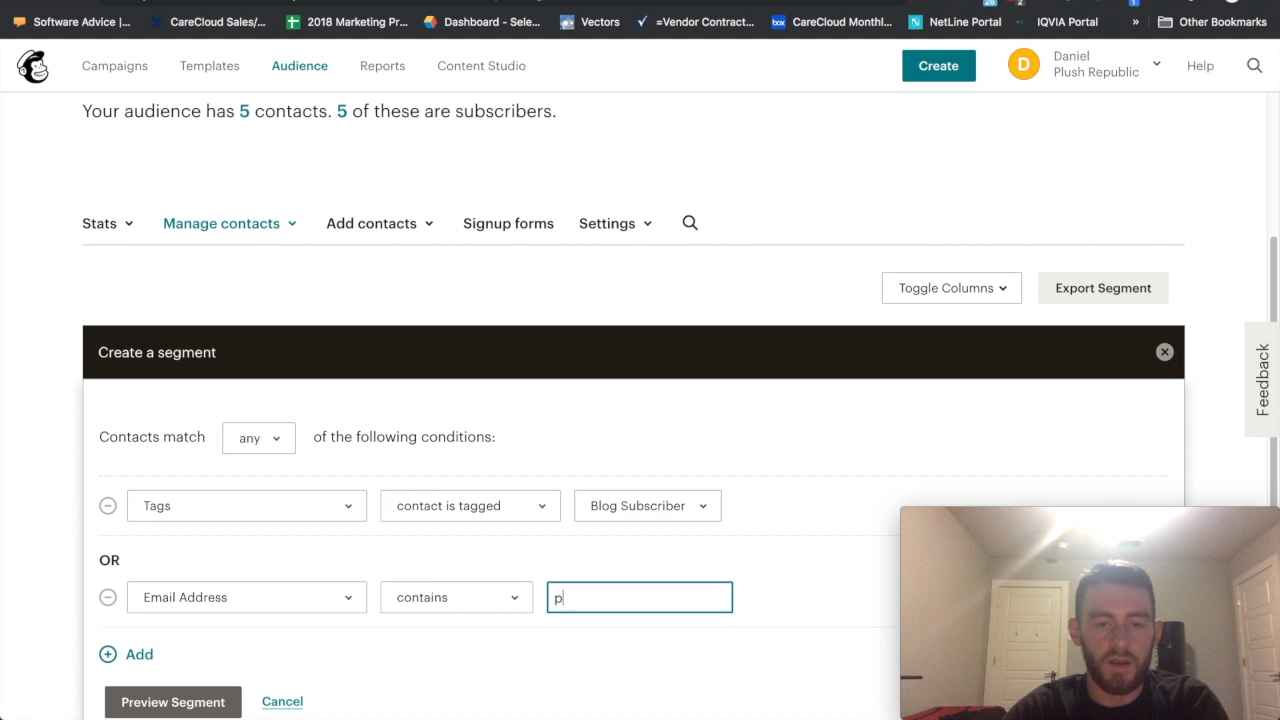 Software Advice |...
CareCloud Sales/...
2018 Marketing Pr...
Dashboard - Sele...
Vectors
=Vendor Contract...
box
CareCloud Monthl...
N
NetLine Portal
IQVIA Portal
»
Other Bookmarks
Campaigns
Templates
Audience
Reports
Content Studio
Create
D
Daniel
Plush Republic
Help
Your audience has 5 contacts. 5 of these are subscribers.
Stats
Manage contacts
Add contacts
Signup forms
Settings
Toggle Columns
Export Segment
Feedback
Create a segment
Contacts match any of the following conditions:
Tags
contact is tagged
Blog Subscriber
OR
Email Address
contains
p
Add
Preview Segment
Cancel